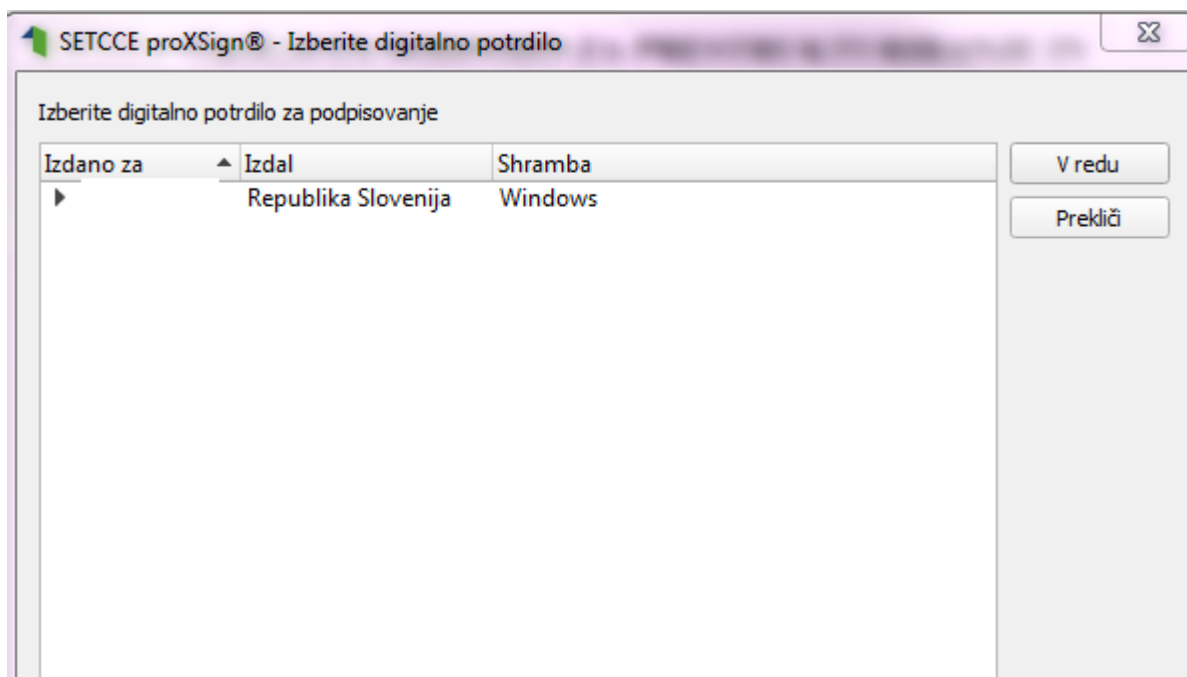 SETCCE proXSign® - Izberite digitalno potrdilo
Izberite digitalno potrdilo za podpisovanje
Izdano za Izdal Shramba
Republika Slovenija Windows
V redu
Prekliči